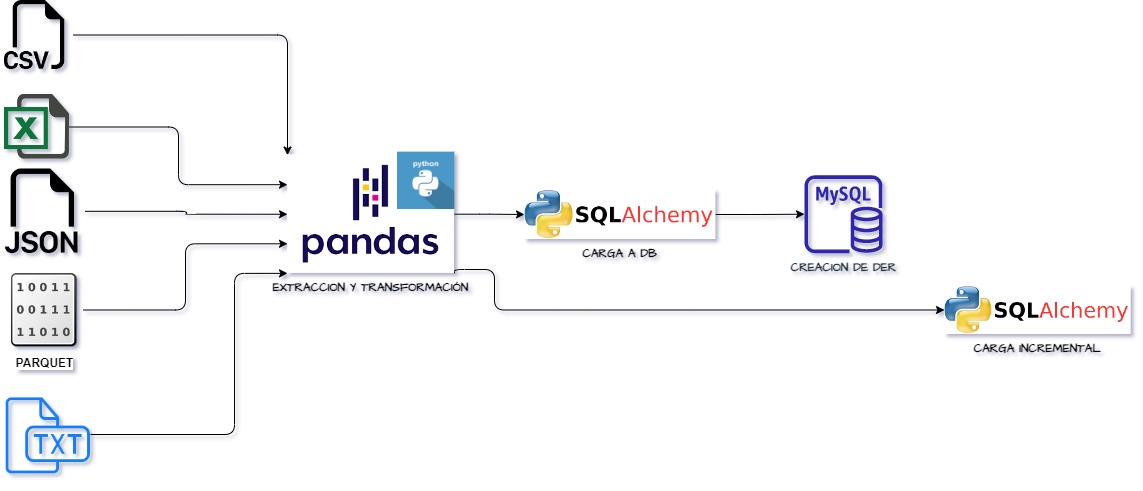 CSV
X
JSON
10011
00111
11010
PARQUET
TXT
python
pandas
EXTRACCION Y TRANSFORMACIÓN
SQLAlchemy
CARGA A DB
MySQL
CREACION DE DER
SQLAlchemy
CARGA INCREMENTAL